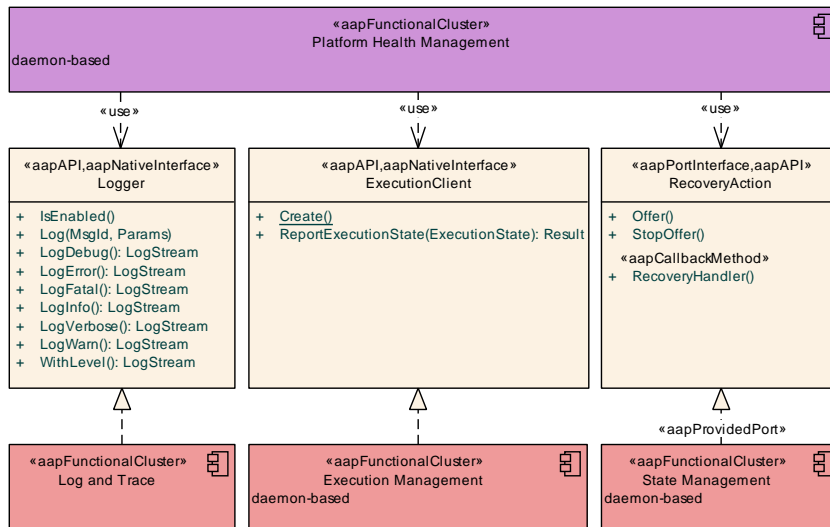 «aapFunctionalCluster»
Platform Health Management
daemon-based
«use»
«use»
«use»
«aapAPI,aapNativeInterface»
Logger
+ IsEnabled()
+ Log(MsgId, Params)
+ LogDebug(): LogStream
+ LogError(): LogStream
+ LogFatal(): LogStream
+ LogInfo(): LogStream
+ LogVerbose(): LogStream
+ LogWarn(): LogStream
+ WithLevel(): LogStream
«aapAPI,aapNativeInterface»
ExecutionClient
+ Create()
+ ReportExecutionState(ExecutionState): Result
«aapPortInterface,aapAPI»
RecoveryAction
+ Offer()
+ StopOffer()
«aapCallbackMethod»
+ RecoveryHandler()
«aapProvidedPort»
«aapFunctionalCluster»
Log and Trace
«aapFunctionalCluster»
Execution Management
daemon-based
«aapFunctionalCluster»
State Management
daemon-based